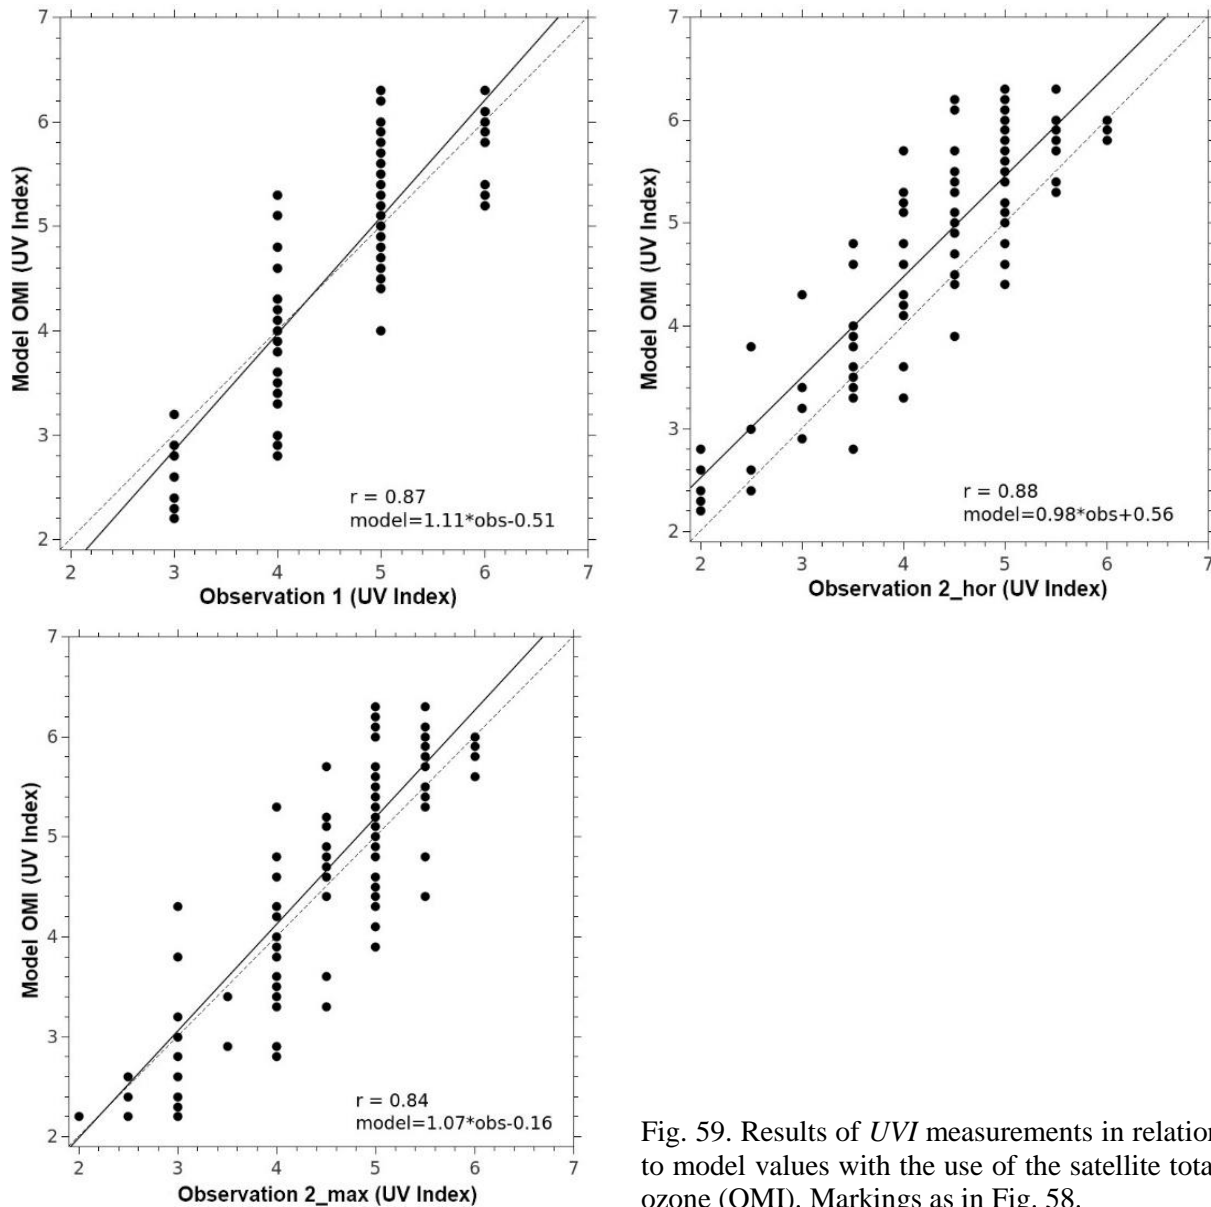 7
6
5
4
3
2
Model OMI (UV Index)
r = 0.87
model=1.11*obs-0.51
2 3 4 5 6 7
Observation 1 (UV Index)
7
6
5
4
3
2
Model OMI (UV Index)
r = 0.88
model=0.98*obs+0.56
2 3 4 5 6 7
Observation 2_hor (UV Index)
7
6
5
4
3
2
Model OMI (UV Index)
r = 0.84
model=1.07*obs-0.16
2 3 4 5 6 7
Observation 2_max (UV Index)
Fig. 59. Results of UVI measurements in relation
to model values with the use of the satellite total
ozone (OMI). Markings as in Fig. 58.